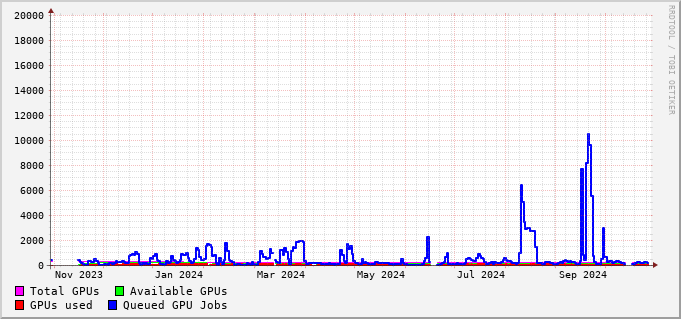 20000
18000
16000
14000
12000
10000
8000
6000
4000
2000
0
Nov 2023 Jan 2024 Mar 2024 May 2024 Jul 2024 Sep 2024
Total GPUs Available GPUs
GPUs used Queued GPU Jobs
RRDTOOL / TOBI OETIKER